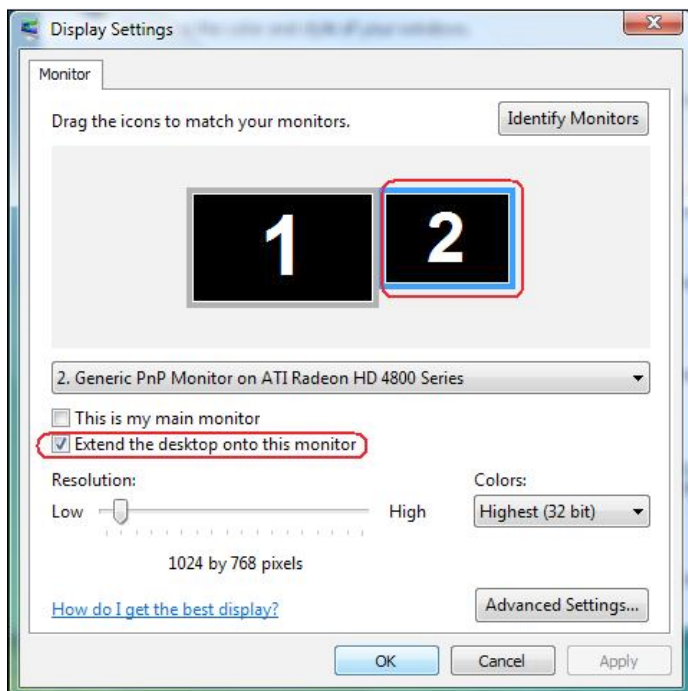 Display Settings
Monitor
Drag the icons to match your monitors.
Identify Monitors
1
2
2. Generic PnP Monitor on ATI Radeon HD 4800 Series
This is my main monitor
Extend the desktop onto this monitor
Resolution:
Colors:
Low
High
Highest (32 bit)
1024 by 768 pixels
How do I get the best display?
Advanced Settings...
OK
Cancel
Apply